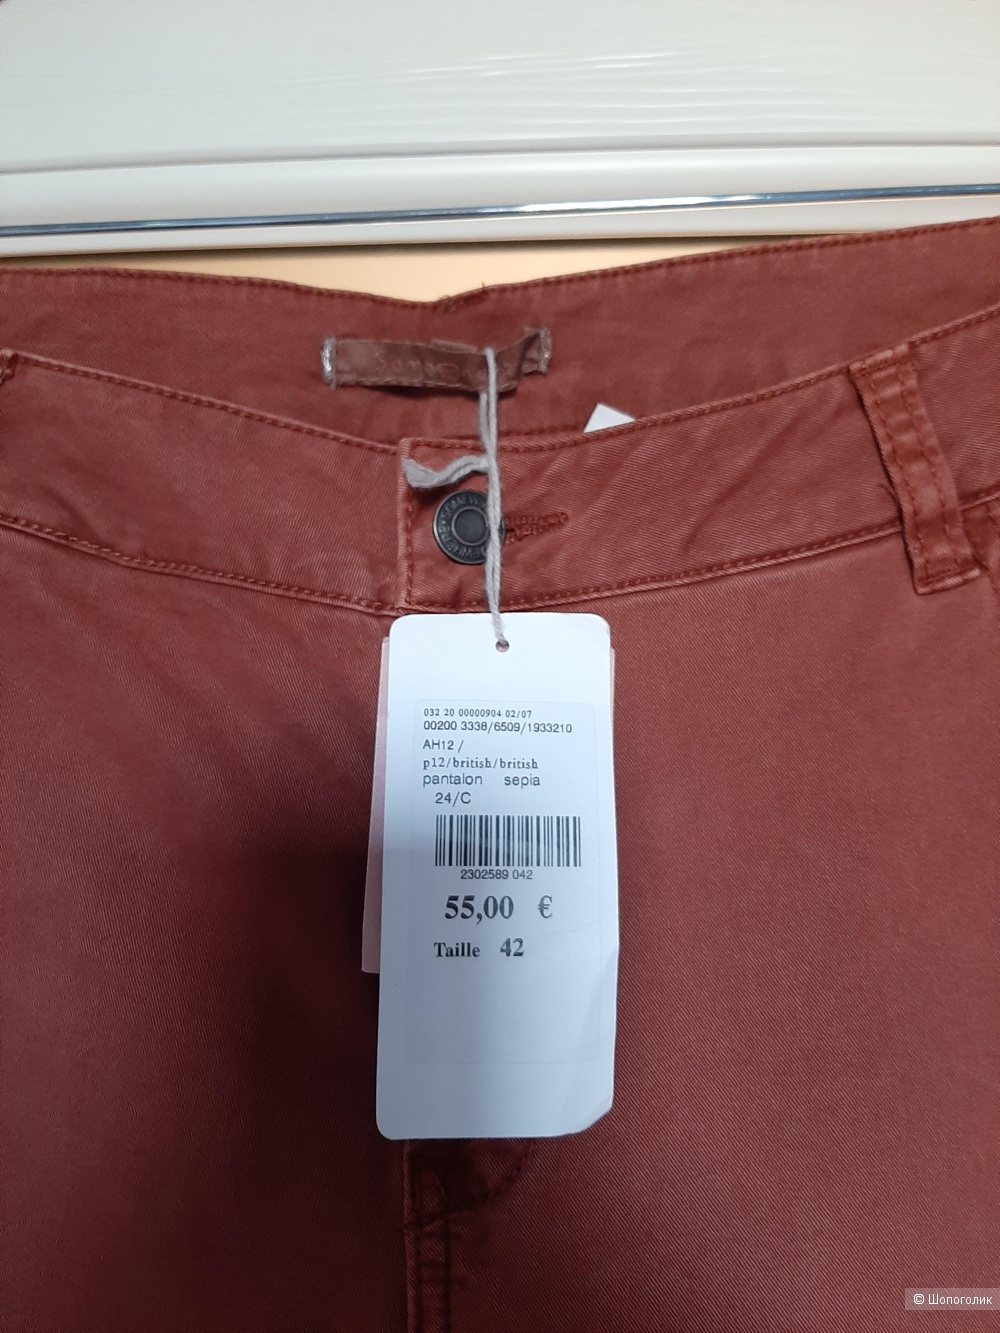 032 20 00000904 02/07
00200 3338/6509/1933210
AH12 /
p12/british/british
pantalon sepia
24/C
2302589 042
55,00 €
Taille 42
© Шопоголик